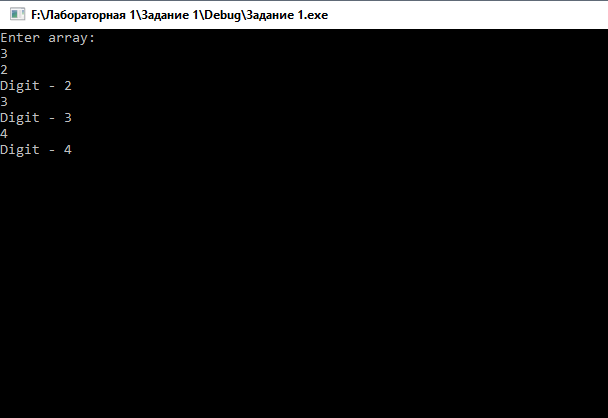 F:\Лабораторная 1\Задание 1\Debug\Задание 1.exe
Enter array:
3
2
Digit - 2
3
Digit - 3
4
Digit - 4